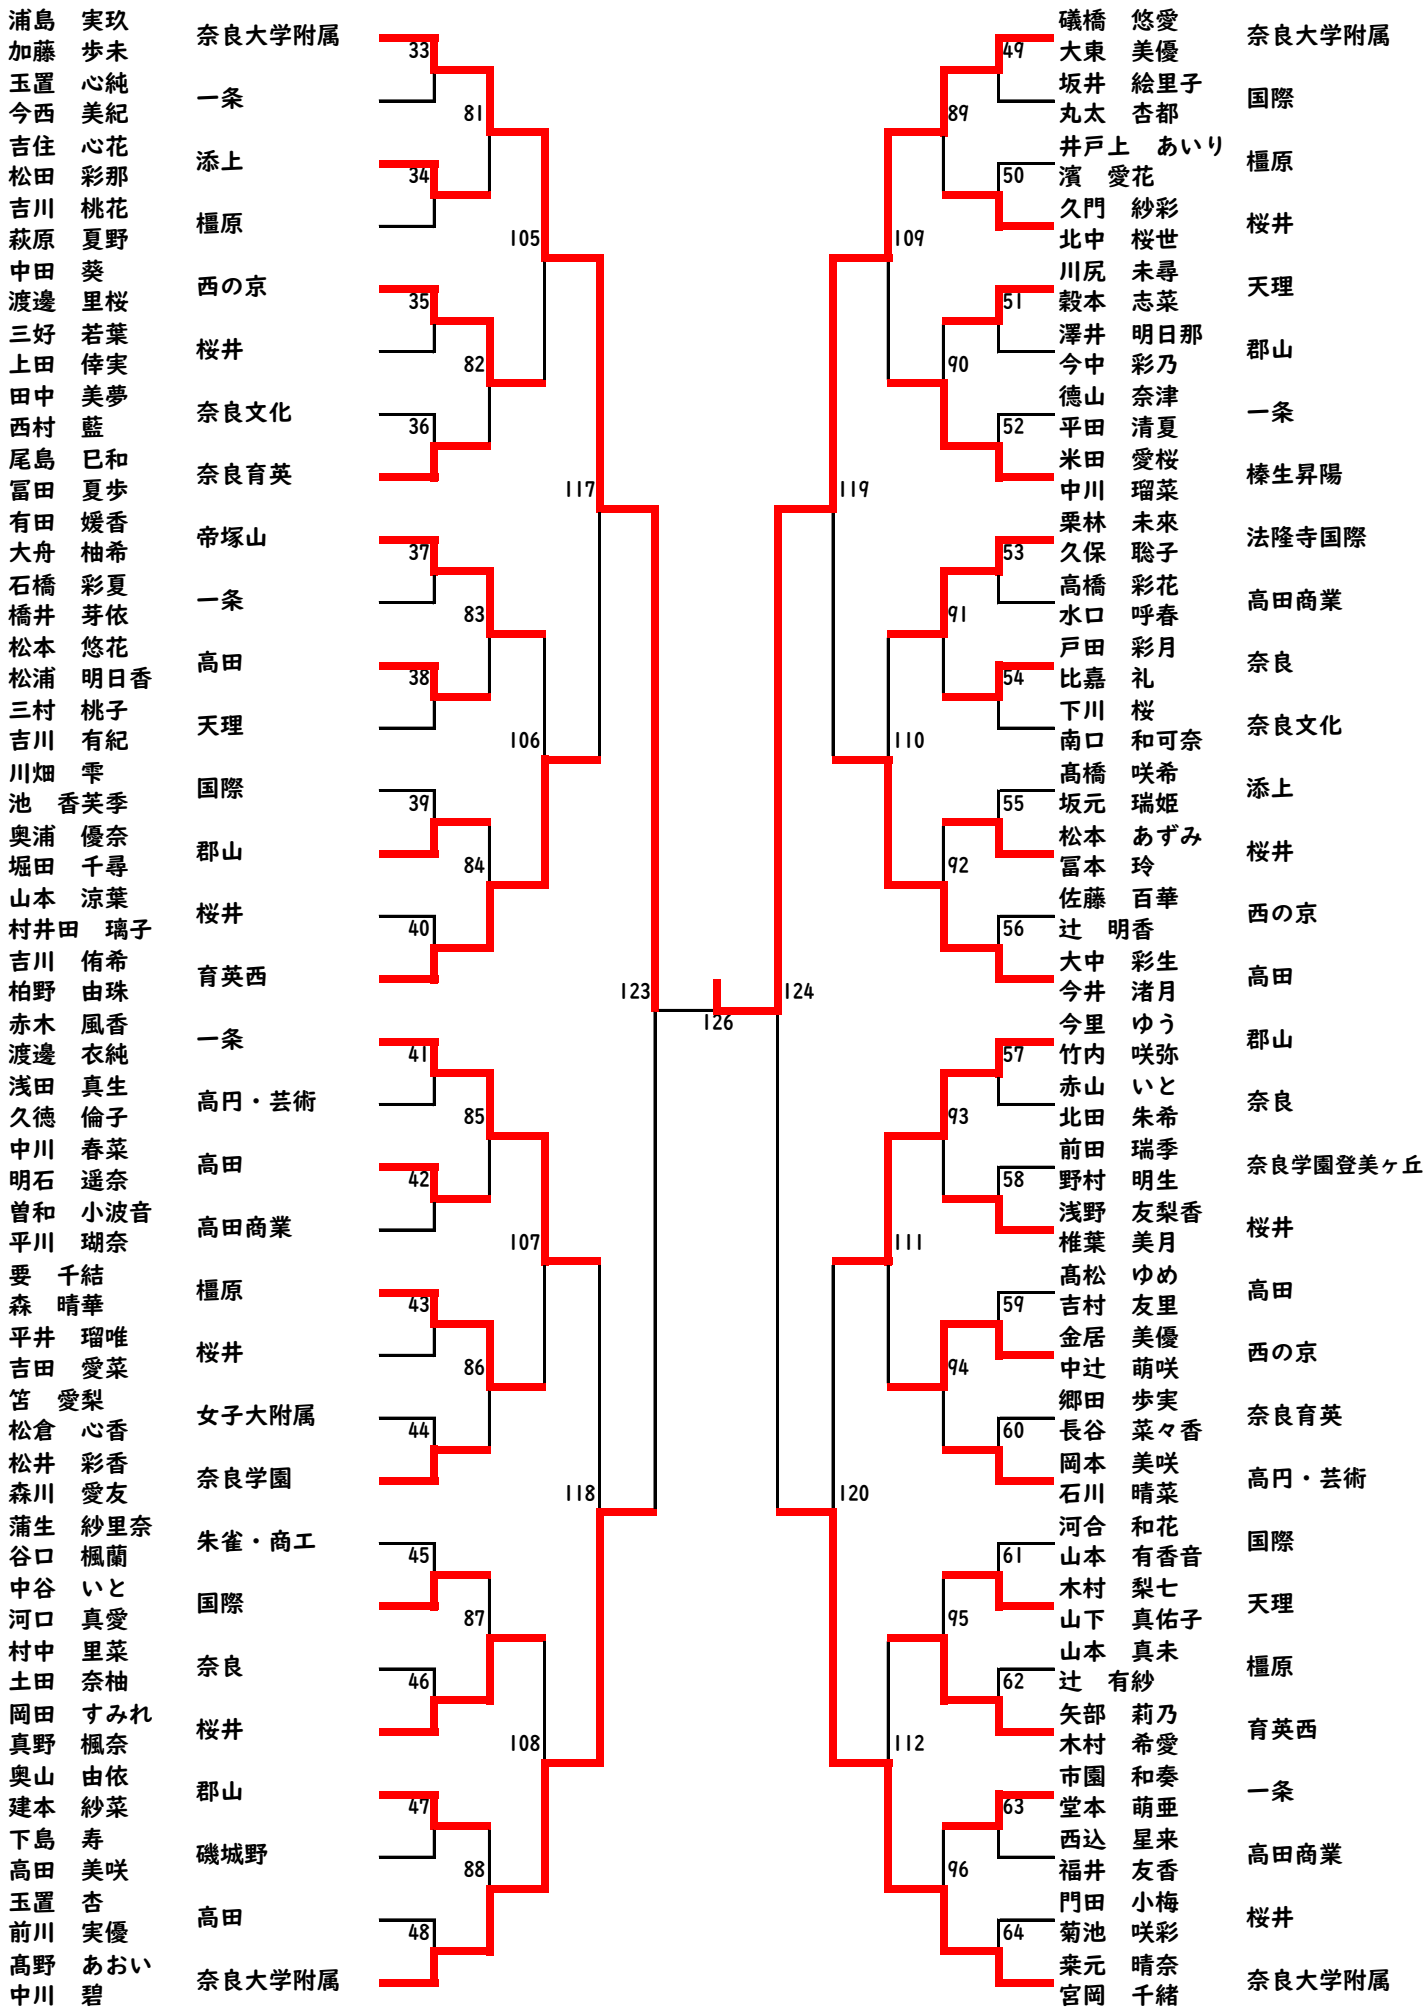 浦島　実玖
加藤　歩未
奈良大学附属
33
玉置　心純
今西　美紀
一条
81
吉住　心花
松田　彩那
添上
34
吉川　桃花
萩原　夏野
橿原
105
中田　葵
渡邊　里桜
西の京
35
三好　若葉
上田　倖実
桜井
82
田中　美夢
西村　藍
奈良文化
36
尾島　巳和
冨田　夏歩
奈良育英
117
有田　媛香
大舟　柚希
帝塚山
37
石橋　彩夏
橋井　芽依
一条
83
松本　悠花
松浦　明日香
高田
38
三村　桃子
吉川　有紀
天理
106
川畑　雫
池　香芙季
国際
39
奥浦　優奈
堀田　千尋
郡山
84
山本　涼葉
村井田　璃子
桜井
40
吉川　侑希
柏野　由珠
育英西
123
赤木　風香
渡邊　衣純
一条
41
浅田　真生
久徳　倫子
高円・芸術
85
中川　春菜
明石　遥奈
高田
42
曽和　小波音
平川　瑚奈
高田商業
107
要　千結
森　晴華
橿原
43
平井　瑠唯
吉田　愛菜
桜井
86
笘　愛梨
松倉　心香
女子大附属
44
松井　彩香
森川　愛友
奈良学園
118
蒲生　紗里奈
谷口　楓蘭
朱雀・商工
45
中谷　いと
河口　真愛
国際
87
村中　里菜
土田　奈柚
奈良
46
岡田　すみれ
真野　楓奈
桜井
108
奥山　由依
建本　紗菜
郡山
47
下島　寿
高田　美咲
磯城野
88
玉置　杏
前川　実優
高田
48
髙野　あおい
中川　碧
奈良大学附属
126
磯橋　悠愛
大東　美優
奈良大学附属
49
坂井　絵里子
丸太　杏都
国際
89
井戸上　あいり
濱　愛花
橿原
50
久門　紗彩
北中　桜世
桜井
109
川尻　未尋
穀本　志菜
天理
51
澤井　明日那
今中　彩乃
郡山
90
德山　奈津
平田　清夏
一条
52
米田　愛桜
中川　瑠菜
榛生昇陽
119
栗林　未來
久保　聡子
法隆寺国際
53
高橋　彩花
水口　呼春
高田商業
91
戸田　彩月
比嘉　礼
奈良
54
下川　桜
南口　和可奈
奈良文化
110
髙橋　咲希
坂元　瑞姫
添上
55
松本　あずみ
冨本　玲
桜井
92
佐藤　百華
辻　明香
西の京
56
大中　彩生
今井　渚月
高田
124
今里　ゆう
竹内　咲弥
郡山
57
赤山　いと
北田　朱希
奈良
93
前田　瑞季
野村　明生
奈良学園登美ヶ丘
58
浅野　友梨香
椎葉　美月
桜井
111
髙松　ゆめ
吉村　友里
高田
59
金居　美優
中辻　萌咲
西の京
94
郷田　歩実
長谷　菜々香
奈良育英
60
岡本　美咲
石川　晴菜
高円・芸術
120
河合　和花
山本　有香音
国際
61
木村　梨七
山下　真佑子
天理
95
山本　真未
辻　有紗
橿原
62
矢部　莉乃
木村　希愛
育英西
112
市園　和奏
堂本　萌亜
一条
63
西込　星来
福井　友香
高田商業
96
門田　小梅
菊池　咲彩
桜井
64
桒元　晴奈
宮岡　千緒
奈良大学附属